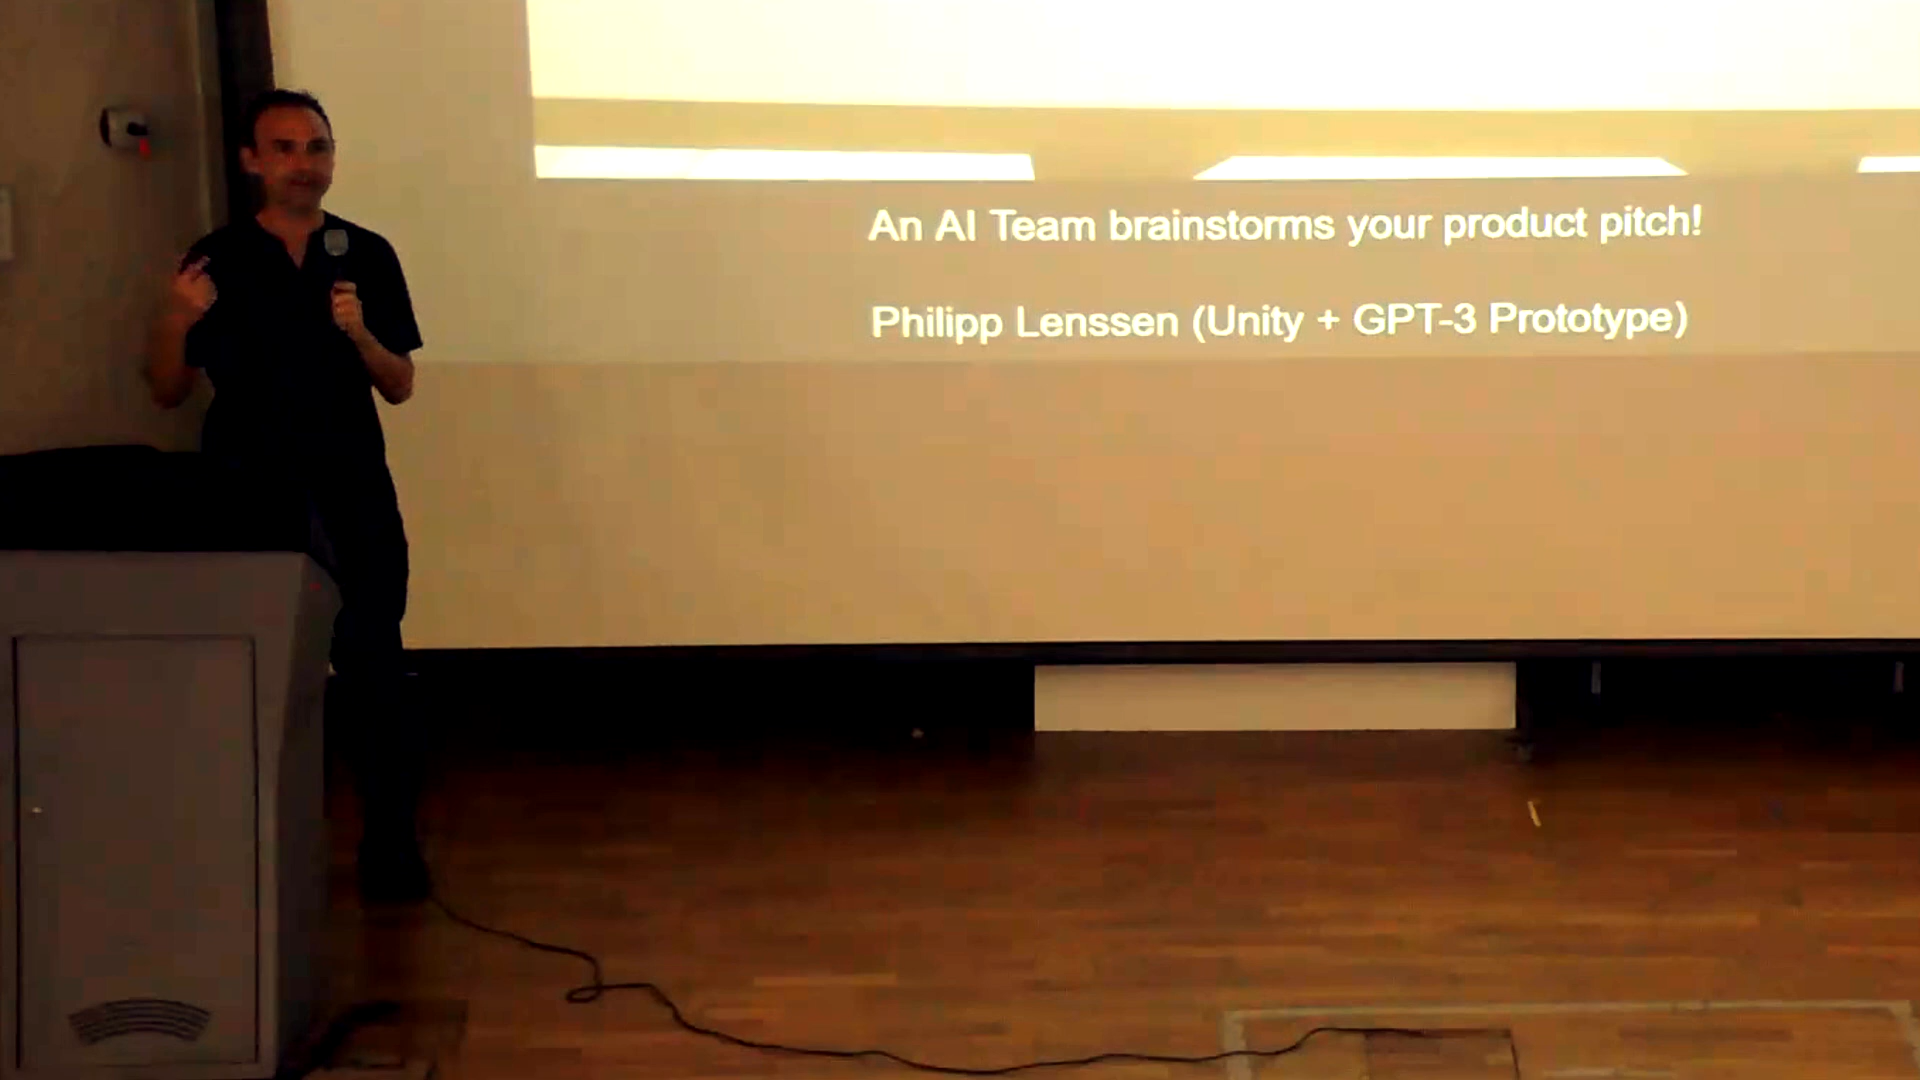 An AI Team brainstorms your product pitch!
Philipp Lenssen (Unity + GPT-3 Prototype)